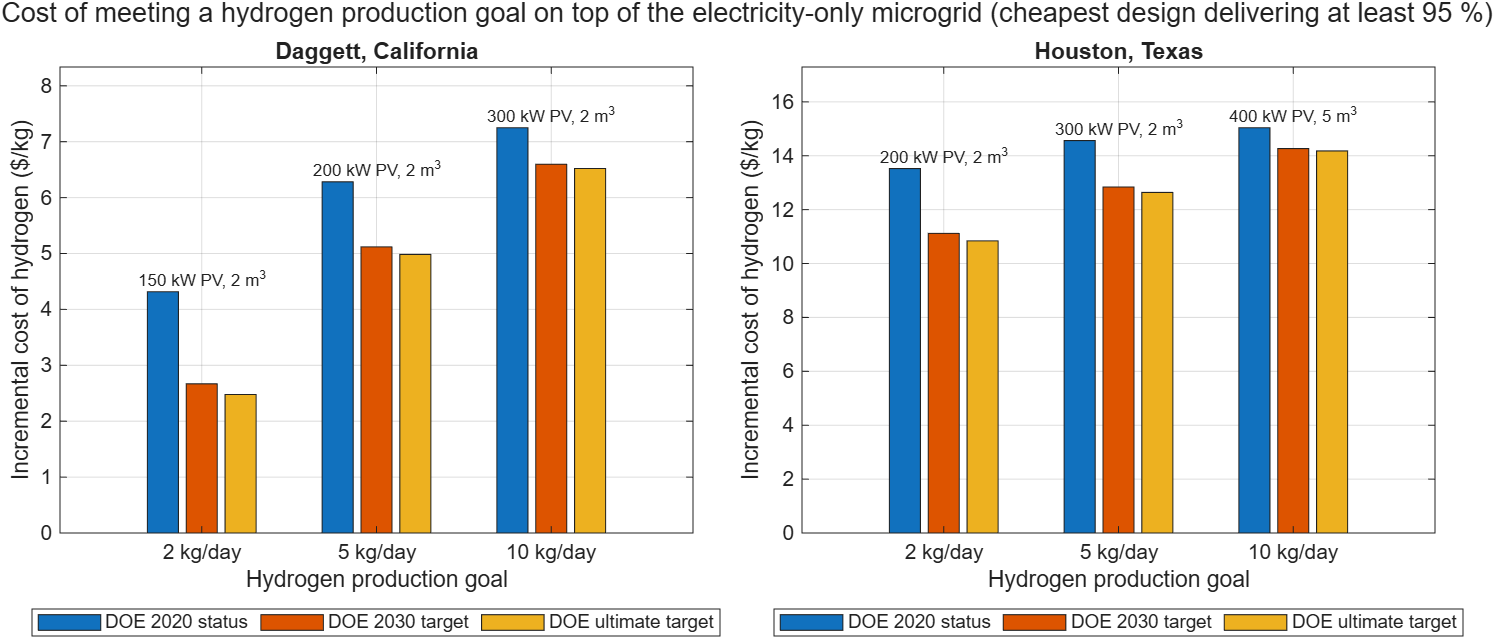 Cost of meeting a hydrogen production goal on top of the electricity-only microgrid (cheapest design delivering at least 95 %)
Daggett, California
Incremental cost of hydrogen ($/kg)
8
7
6
5
4
3
2
1
0
150 kW PV, 2 m³
200 kW PV, 2 m³
300 kW PV, 2 m³
2 kg/day
5 kg/day
10 kg/day
Hydrogen production goal
DOE 2020 status
DOE 2030 target
DOE ultimate target
Houston, Texas
Incremental cost of hydrogen ($/kg)
16
14
12
10
8
6
4
2
0
200 kW PV, 2 m³
300 kW PV, 2 m³
400 kW PV, 5 m³
2 kg/day
5 kg/day
10 kg/day
Hydrogen production goal
DOE 2020 status
DOE 2030 target
DOE ultimate target